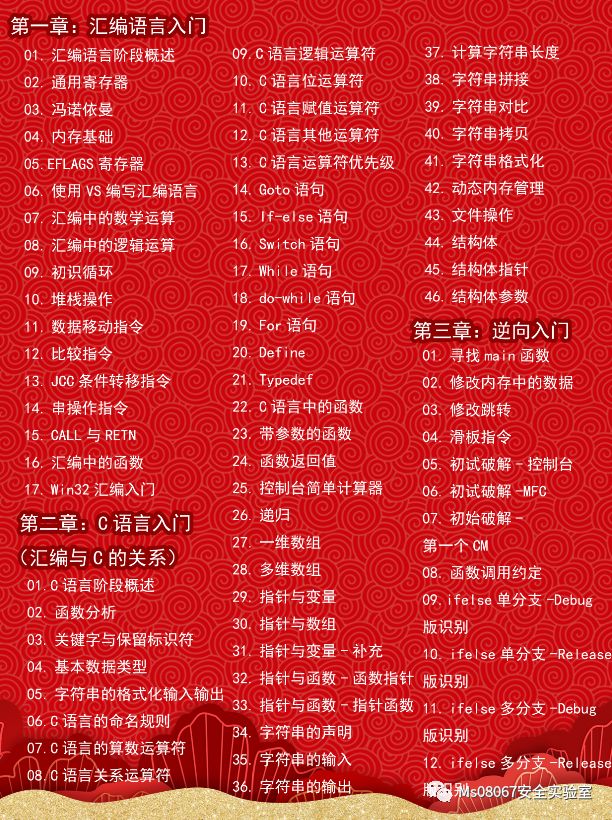 第一章：汇编语言入门
01. 汇编语言阶段概述
02. 通用寄存器
03. 冯诺依曼
04. 内存基础
05.EFLAGS 寄存器
06. 使用 VS 编写汇编语言
07. 汇编中的数学运算
08. 汇编中的逻辑运算
09. 初识循环
10. 堆栈操作
11. 数据移动指令
12. 比较指令
13. JCC 条件转移指令
14. 串操作指令
15. CALL 与 RETN
16. 汇编中的函数
17. Win32 汇编入门
第二章：C 语言入门
（汇编与 C 的关系）
01. C 语言阶段概述
02. 函数分析
03. 关键字与保留标识符
04. 基本数据类型
05. 字符串的格式化输入输出
06. C 语言的命名规则
07. C 语言的算数运算符
08. C 语言关系运算符
09. C 语言逻辑运算符
10. C 语言位运算符
11. C 语言赋值运算符
12. C 语言其他运算符
13. C 语言运算符优先级
14. Goto 语句
15. If-else 语句
16. Switch 语句
17. While 语句
18. do-while 语句
19. For 语句
20. Define
21. Typedef
22. C 语言中的函数
23. 带参数的函数
24. 函数返回值
25. 控制台简单计算器
26. 递归
27. 一维数组
28. 多维数组
29. 指针与变量
30. 指针与数组
31. 指针与变量 - 补充
32. 指针与函数 - 函数指针
33. 指针与函数 - 指针函数
34. 字符串的声明
35. 字符串的输入
36. 字符串的输出
37. 计算字符串长度
38. 字符串拼接
39. 字符串对比
40. 字符串拷贝
41. 字符串格式化
42. 动态内存管理
43. 文件操作
44. 结构体
45. 结构体指针
46. 结构体参数
第三章：逆向入门
01. 寻找 main 函数
02. 修改内存中的数据
03. 修改跳转
04. 滑板指令
05. 初试破解 - 控制台
06. 初试破解 -MFC
07. 初始破解 -
第一个 CM
08. 函数调用约定
09. ifelse 单分支 -Debug
版识别
10. ifelse 单分支 -Release
版识别
11. ifelse 多分支 -Debug
版识别
12. ifelse 多分支 -Release
版识别
Ms08067安全实验室